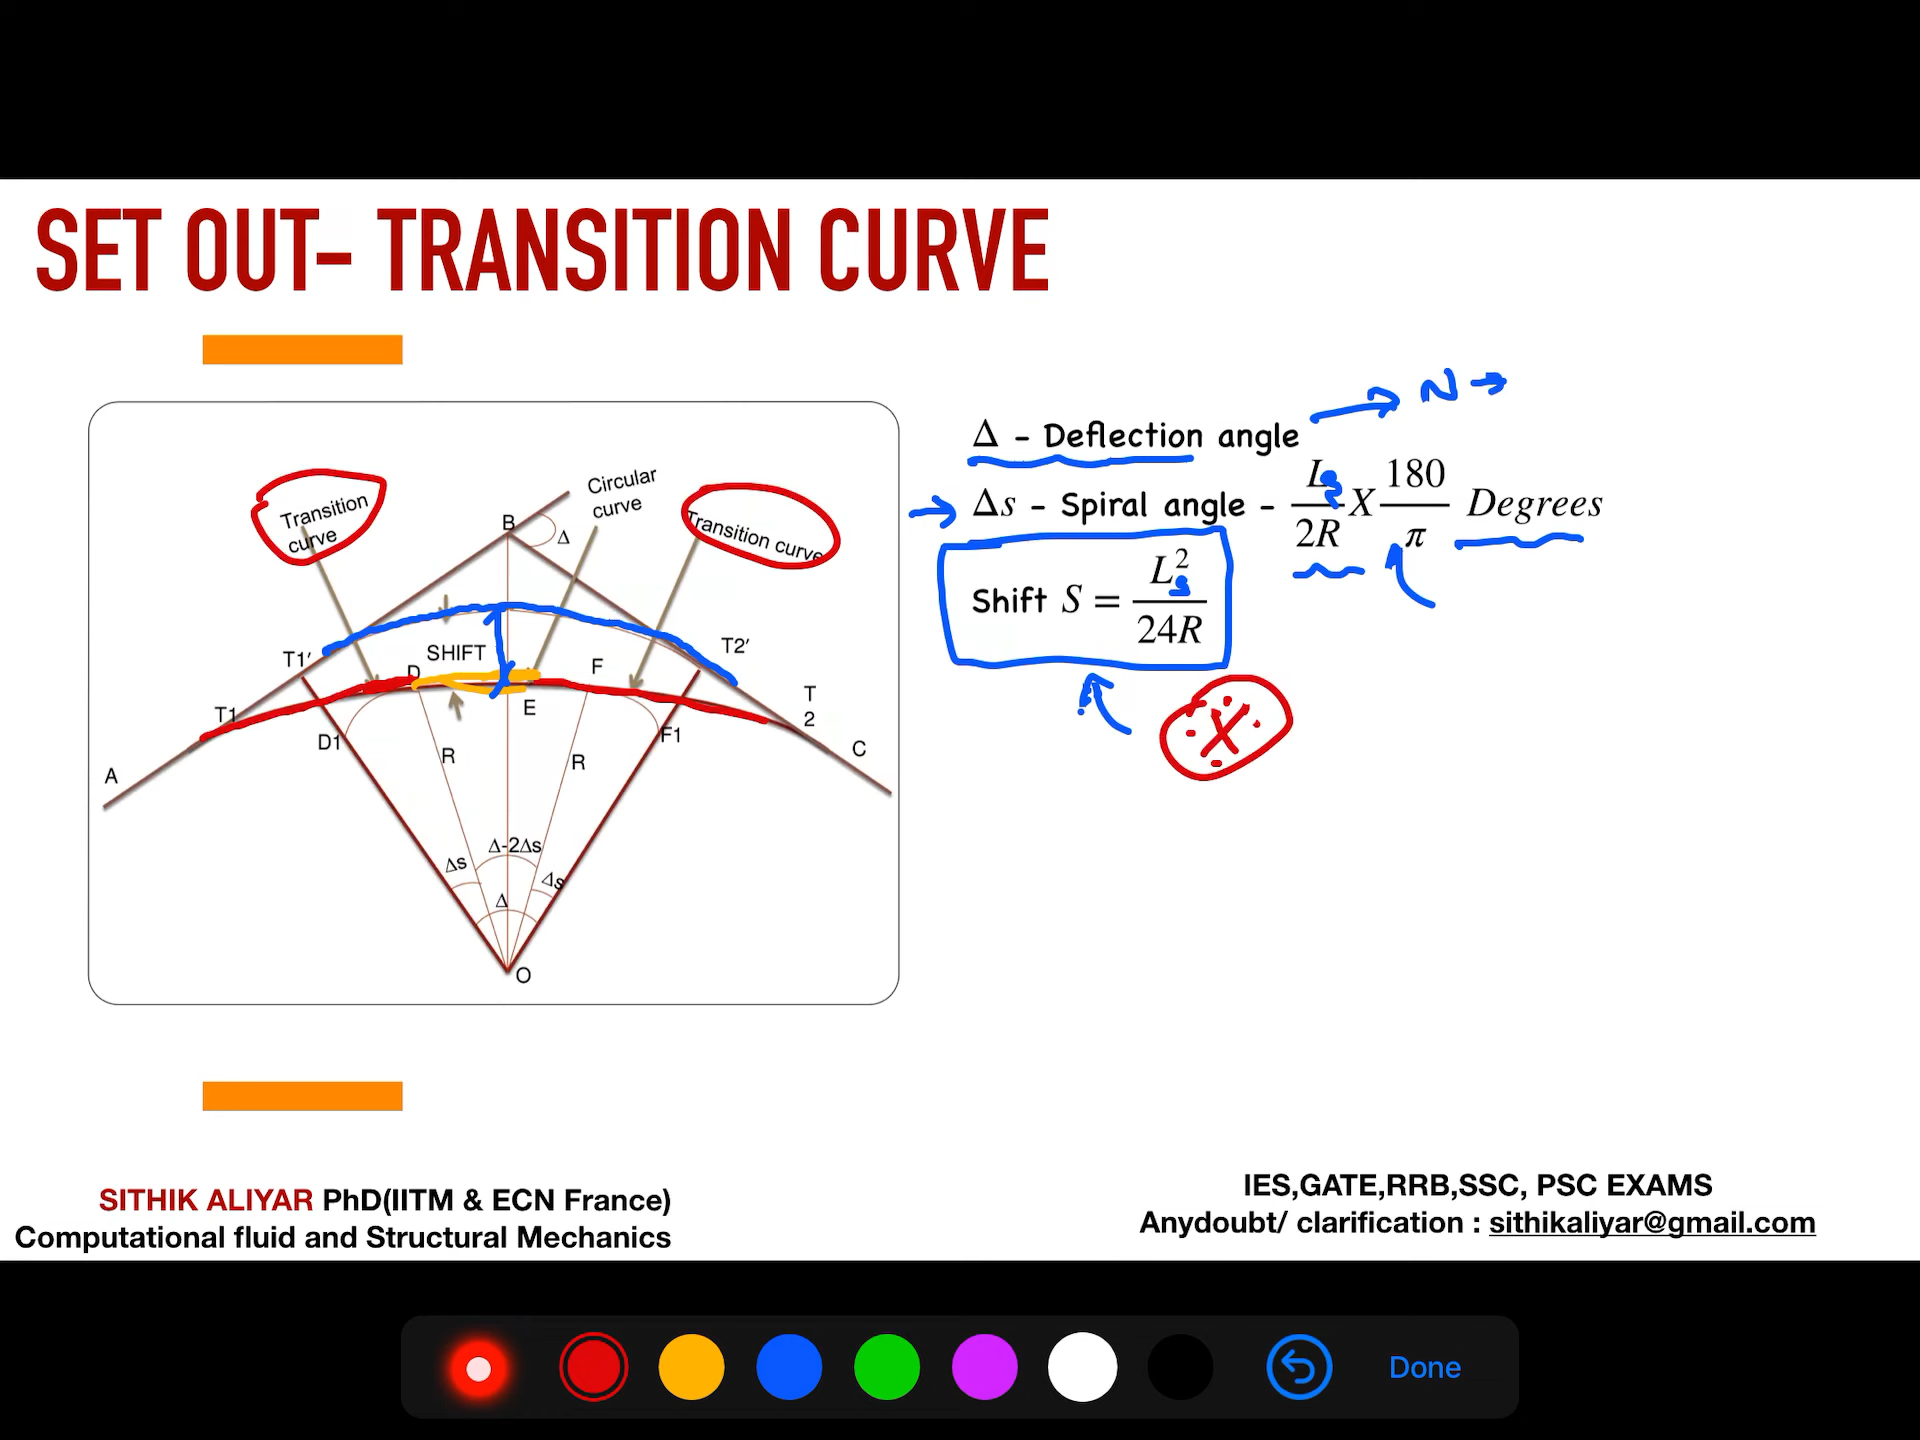 SET OUT- TRANSITION CURVE
Transition
curve
Circular
curve
Transition curve
B
Δ
SHIFT
T1'
T2'
D
F
E
T
2
T1
D1
F1
R
R
C
A
Δs
Δ-2Δs
Δs
Δ
O
N →
Δ - Deflection angle
Δs - Spiral angle - Ls/2R X 180/π Degrees
Shift S = Ls²/24R
X
SITHIK ALIYAR PhD(IITM & ECN France)
Computational fluid and Structural Mechanics
IES,GATE,RRB,SSC, PSC EXAMS
Anydoubt/ clarification : sithikaliyar@gmail.com
Done